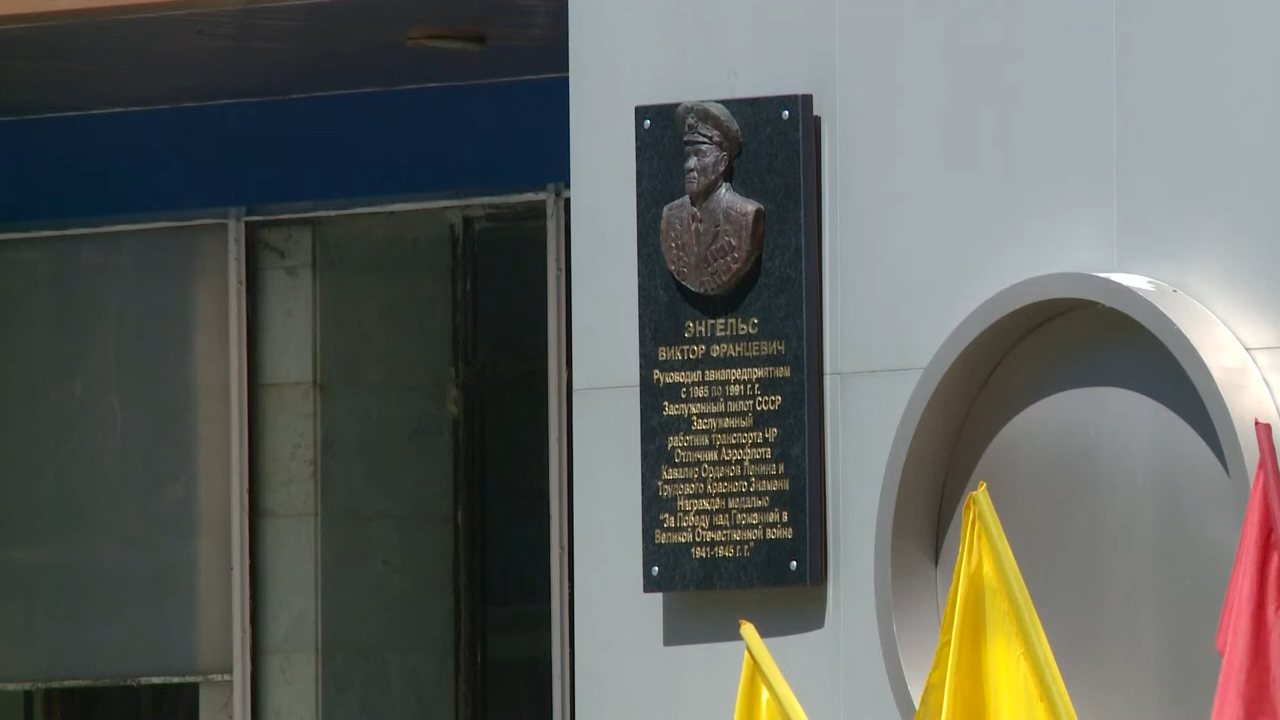 ЭНГЕЛЬС
ВИКТОР ФРАНЦЕВИЧ
Руководил авиапредприятием
с 1965 по 1991 г. г.
Заслуженный пилот СССР
Заслуженный
работник транспорта ЧР
Отличник Аэрофлота
Кавалер Орденов Ленина и
Трудового Красного Знамени
Награждён медалью
"За Победу над Германией в
Великой Отечественной войне
1941-1945 г. г."